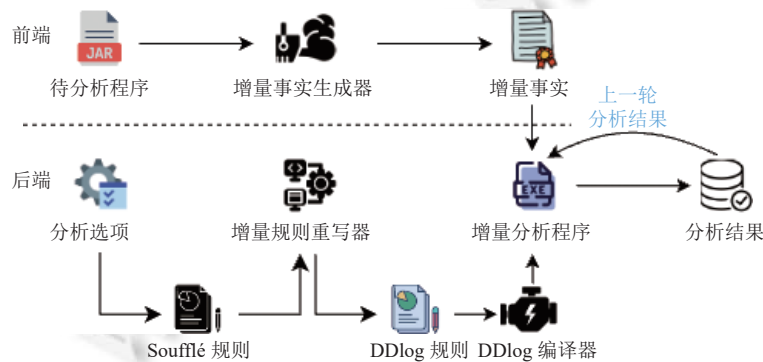 前端
JAR
待分析程序
增量事实生成器
增量事实
上一轮
分析结果
后端
EXE
分析选项
增量规则重写器
增量分析程序
分析结果
Soufflé 规则
DDlog 规则
DDlog 编译器